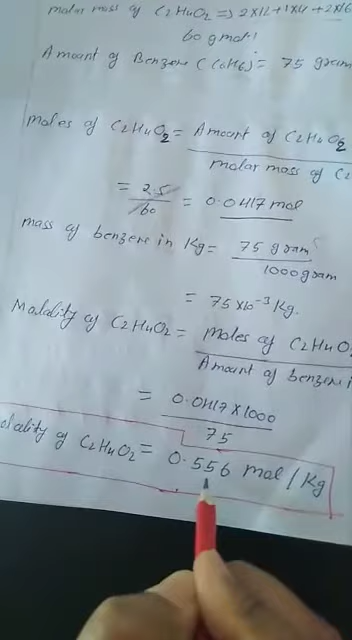 molar mass of C2H4O2 => 2×12+1×4+2×16
60 g mol-1
Amount of Benzene (C6H6) = 75 gram
moles of C2H4O2 = Amount of C2H4O2
molar mass of C2
= 2.5/60 = 0.0417 mol
mass of benzene in Kg = 75 gram
1000 gram
= 75×10-3 Kg.
Molality of C2H4O2 = moles of C2H4O
Amount of benzene i
= 0.0417×1000
75
olality of C2H4O2 = 0.556 mol/Kg